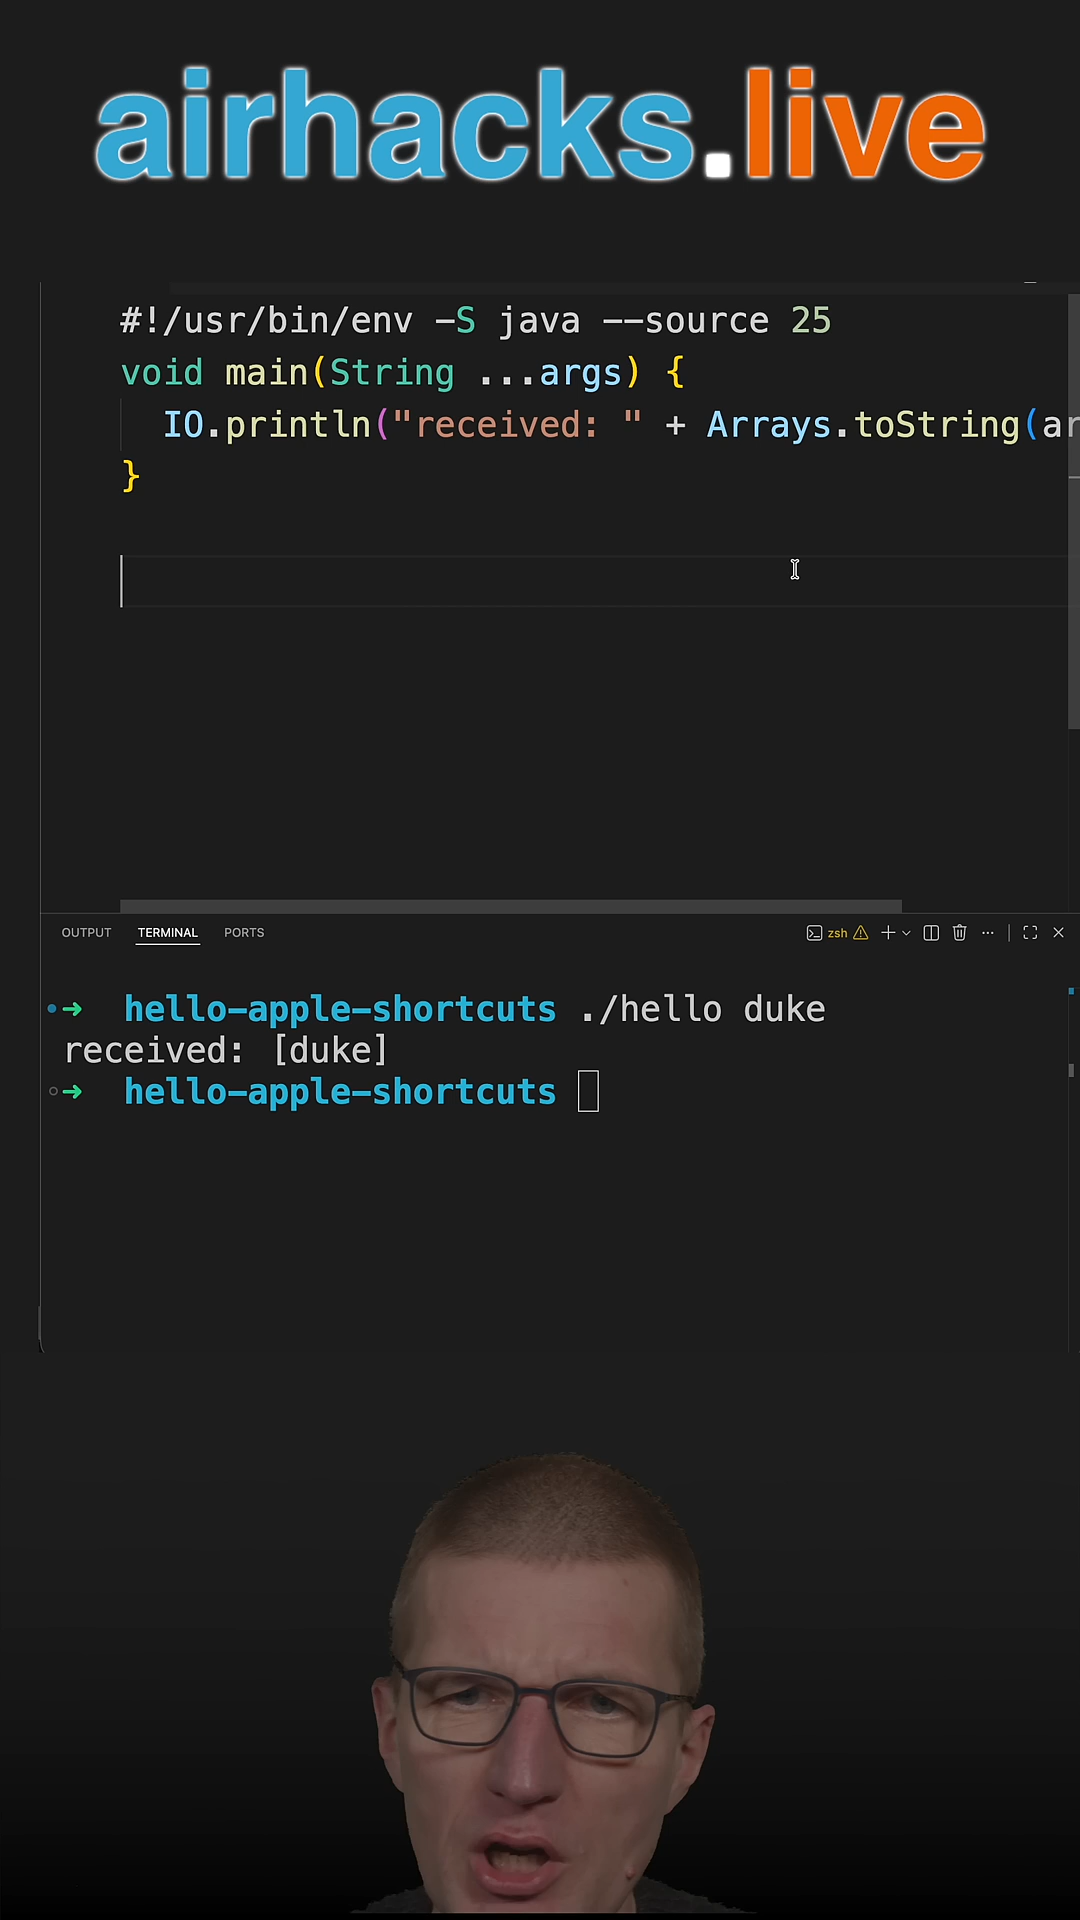 airhacks.live
#!/usr/bin/env -S java --source 25
void main(String ...args) {
IO.println("received: " + Arrays.toString(ar
}
OUTPUT TERMINAL PORTS zsh
→ hello-apple-shortcuts ./hello duke
received: [duke]
→ hello-apple-shortcuts